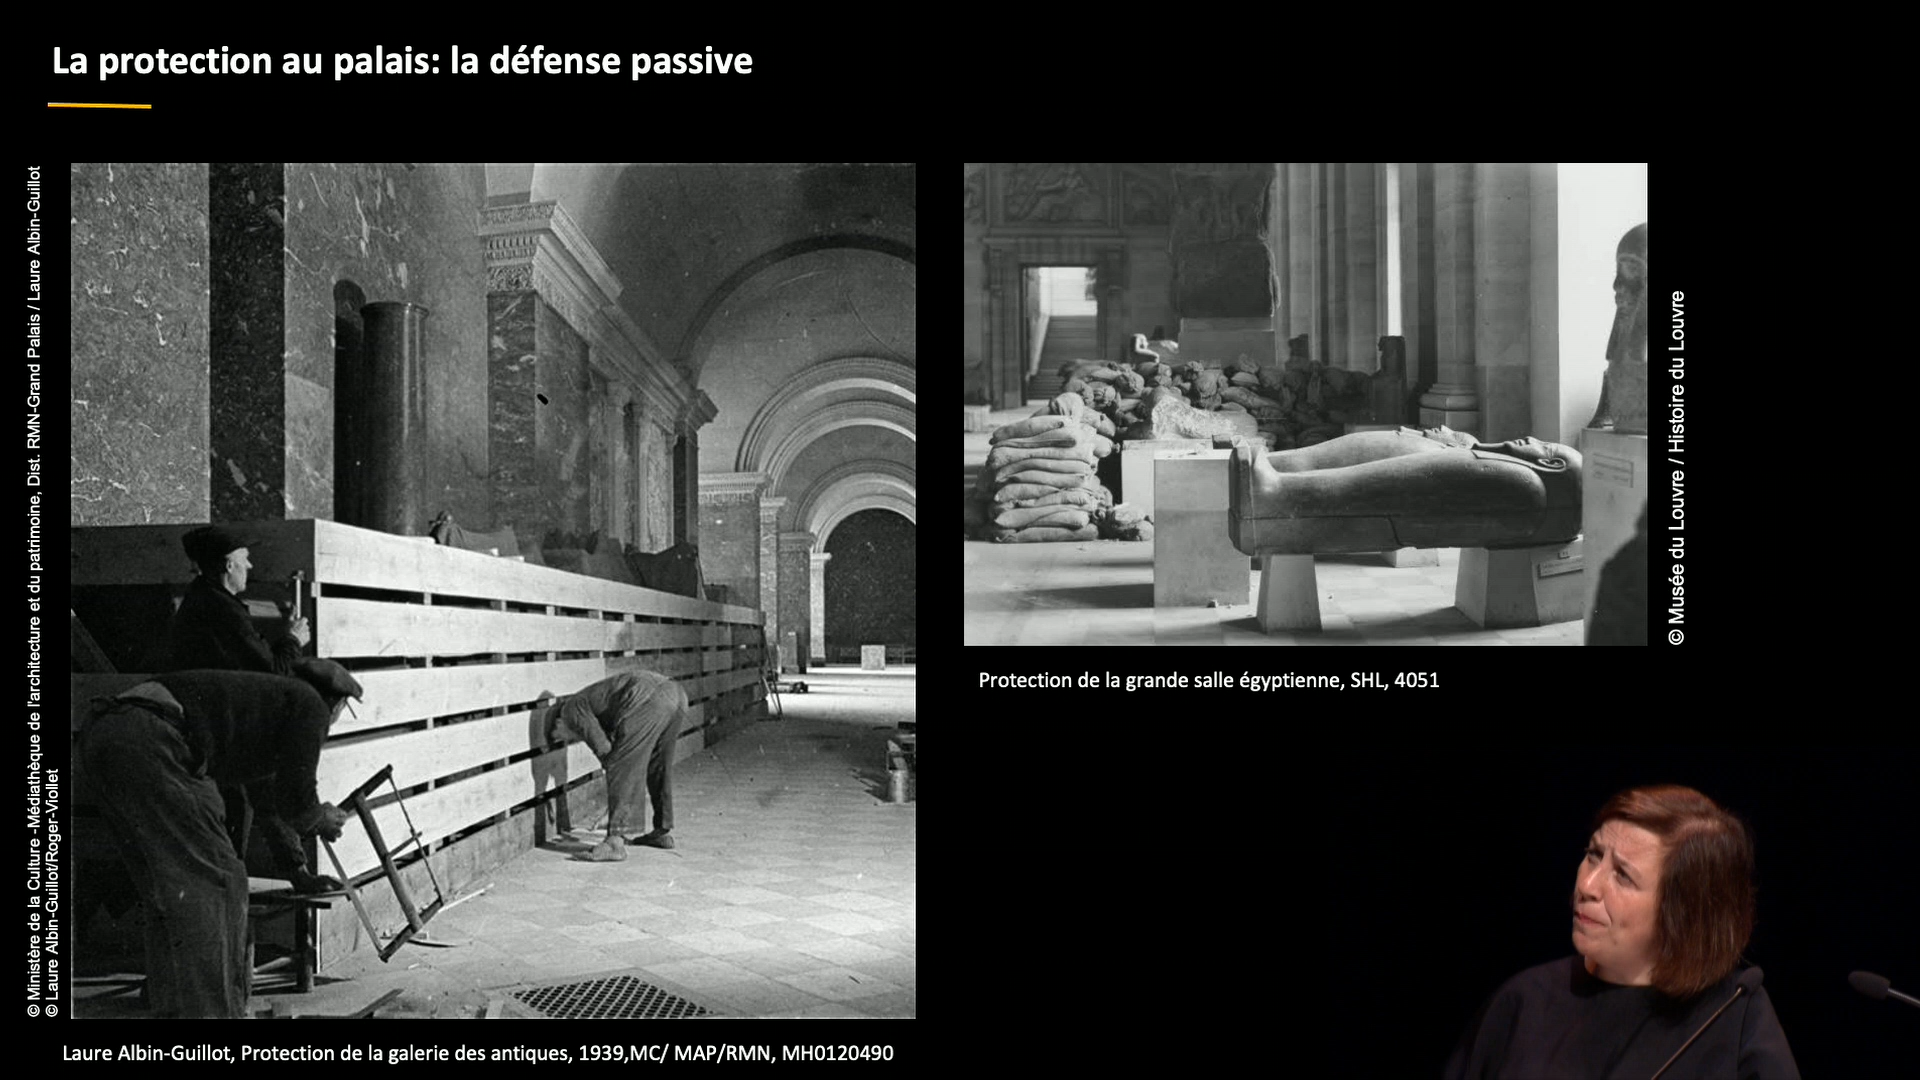 La protection au palais: la défense passive
© Ministère de la Culture -Médiathèque de l'architecture et du patrimoine, Dist. RMN-Grand Palais / Laure Albin-Guillot
© Laure Albin-Guillot/Roger-Viollet
Laure Albin-Guillot, Protection de la galerie des antiques, 1939,MC/ MAP/RMN, MH0120490
© Musée du Louvre / Histoire du Louvre
Protection de la grande salle égyptienne, SHL, 4051